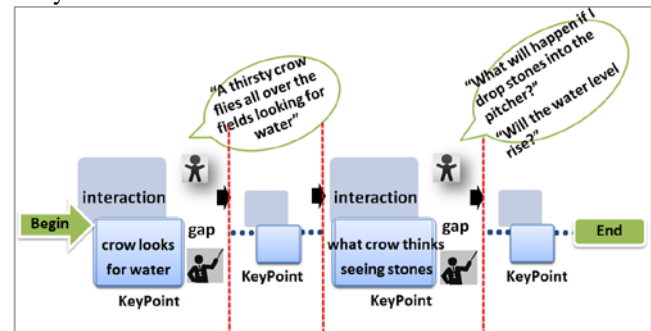 “A thirsty crow
flies all over the
fields looking for
water”
“What will happen if I
drop stones into the
pitcher?”
“Will the water level
rise?”
Begin
interaction
gap
crow looks
for water
KeyPoint
KeyPoint
interaction
gap
what crow thinks
seeing stones
KeyPoint
KeyPoint
End